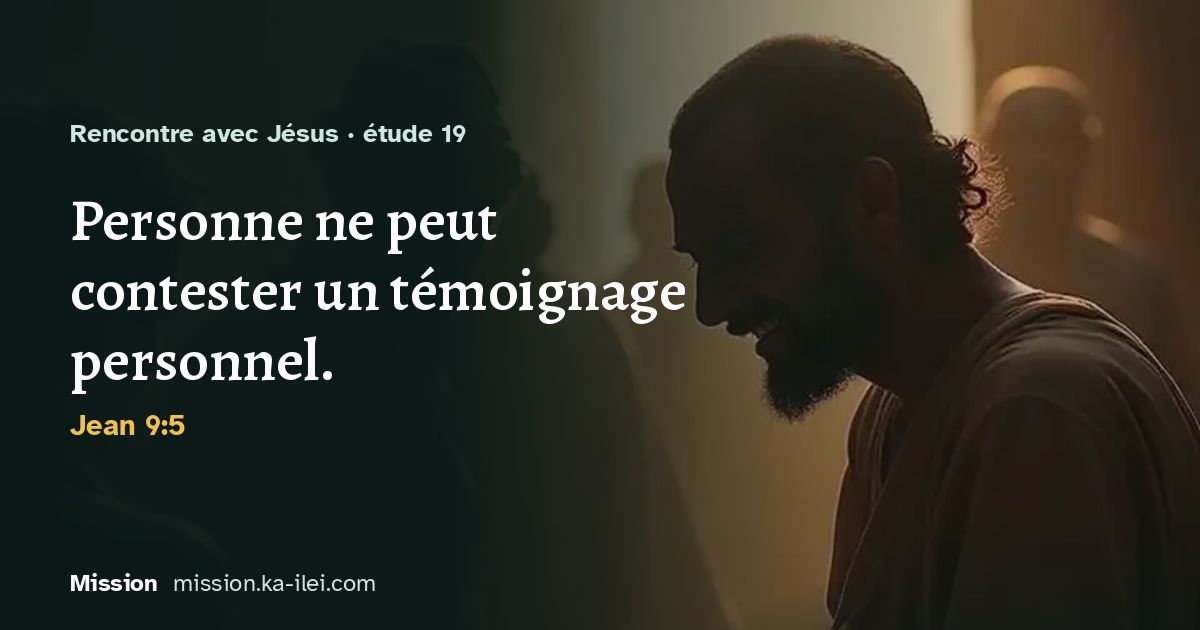 Rencontre avec Jésus · étude 19
Personne ne peut
contester un témoignage
personnel.
Jean 9:5
Mission mission.ka-ilei.com